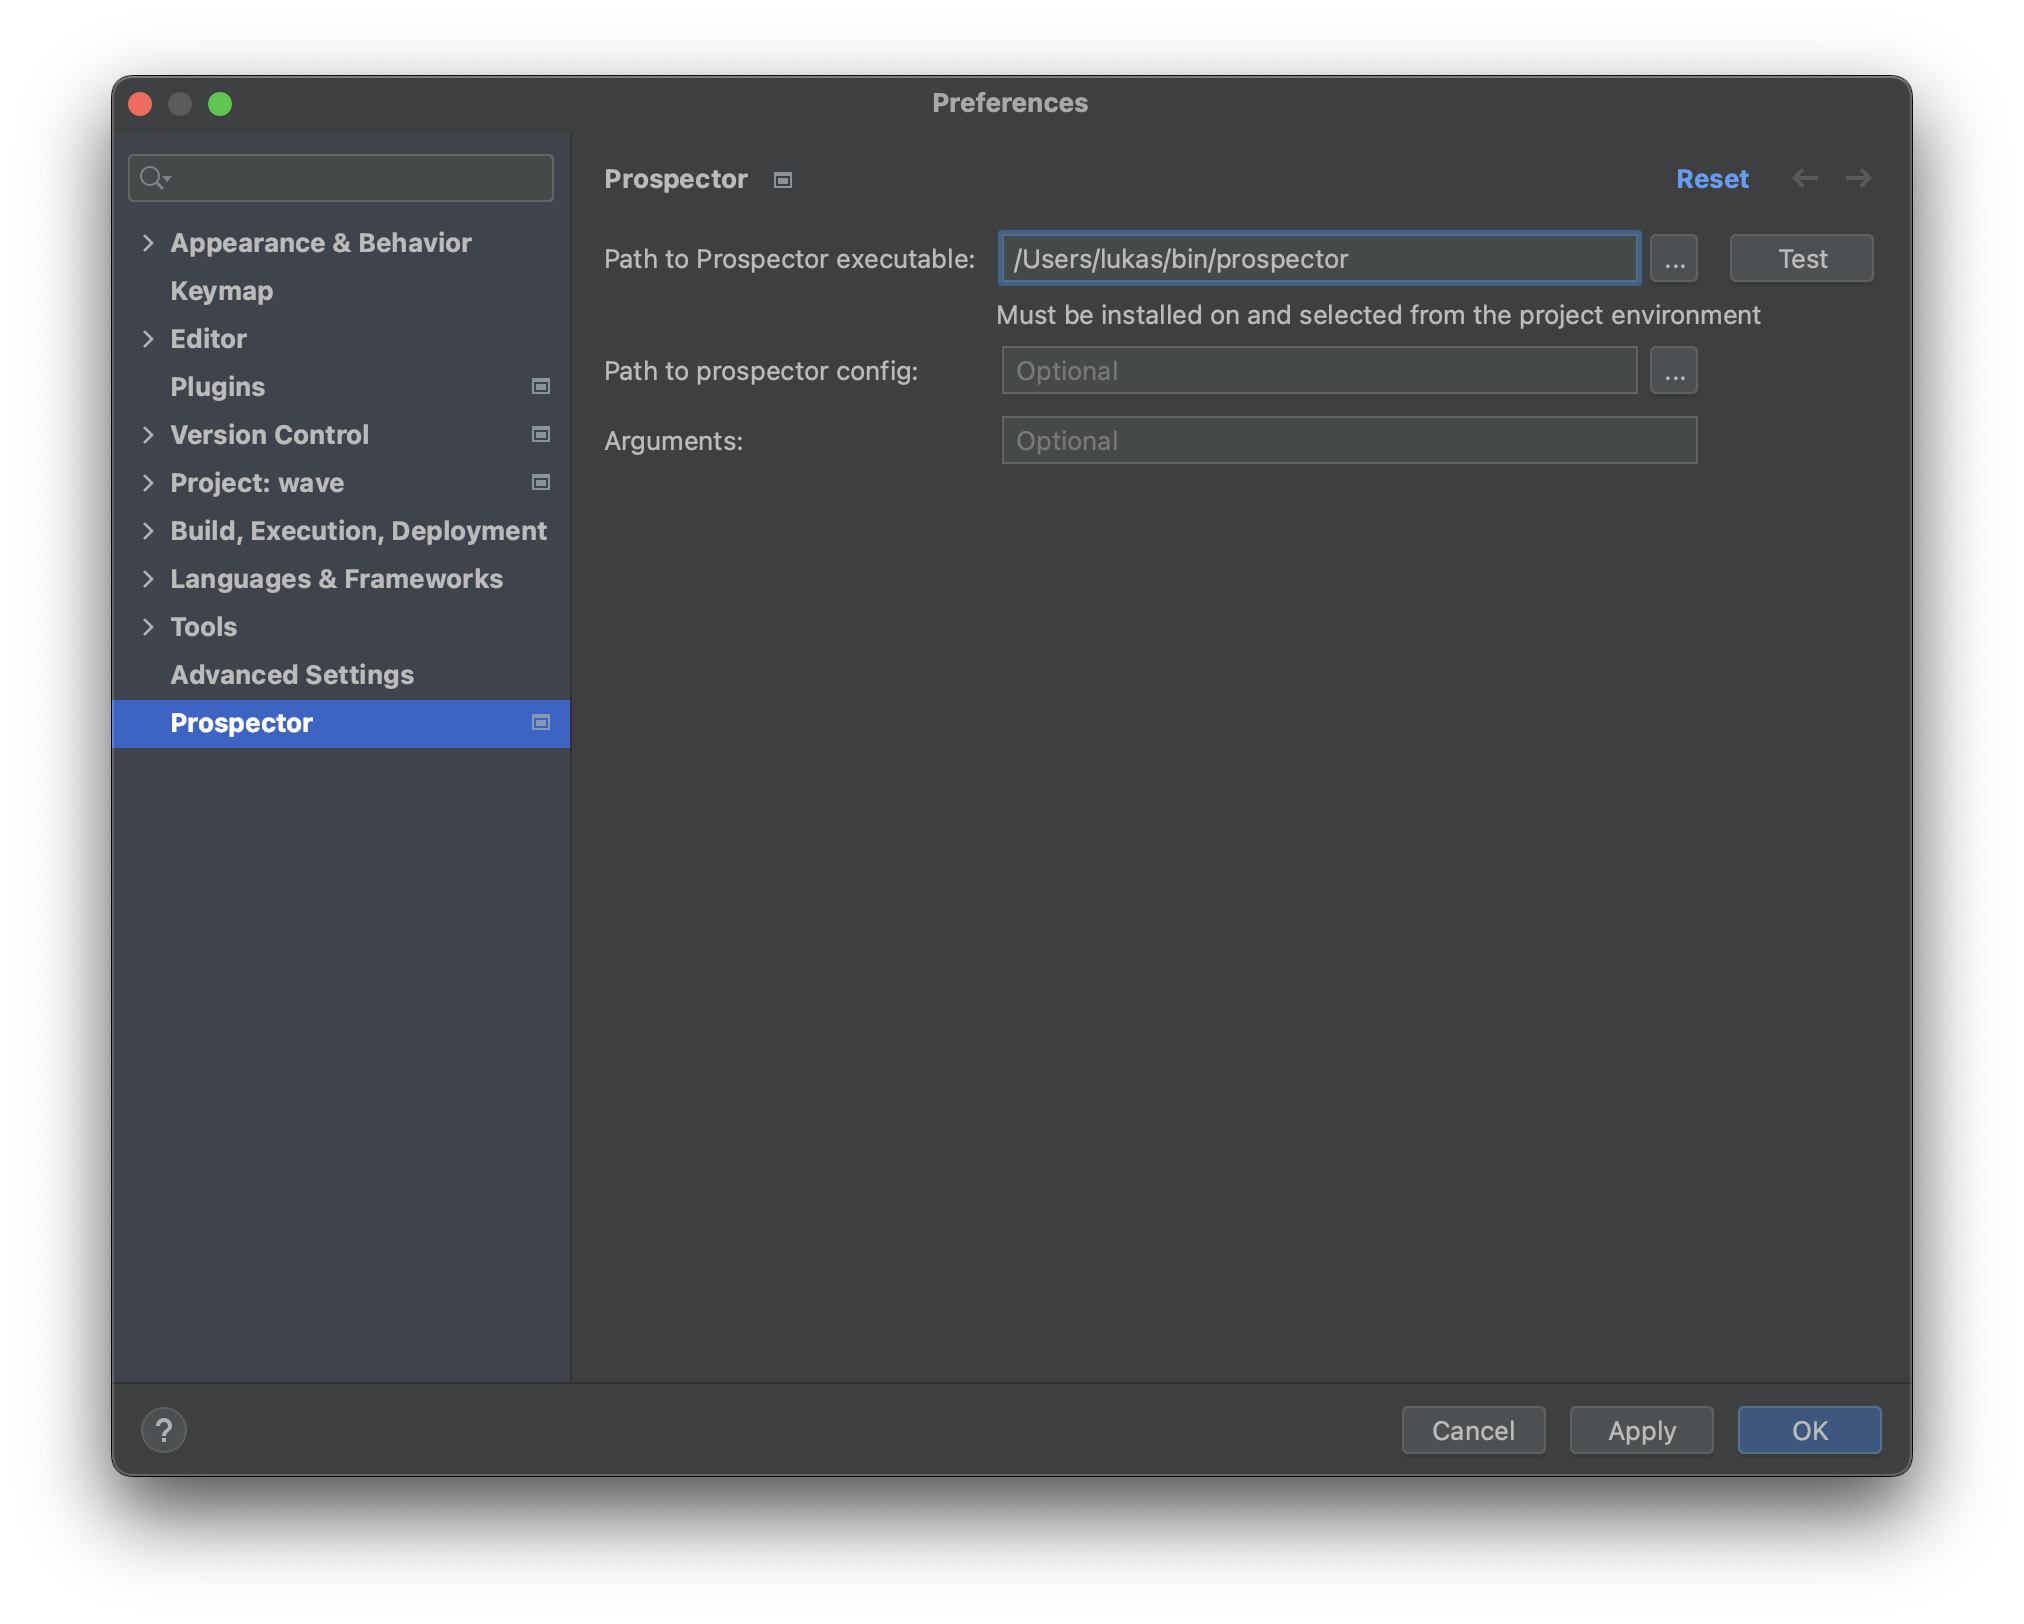 Preferences
Prospector
Reset
Path to Prospector executable: /Users/lukas/bin/prospector ... Test
Must be installed on and selected from the project environment
Path to prospector config: Optional ...
Arguments: Optional
Appearance & Behavior
Keymap
Editor
Plugins
Version Control
Project: wave
Build, Execution, Deployment
Languages & Frameworks
Tools
Advanced Settings
Prospector
?
Cancel
Apply
OK